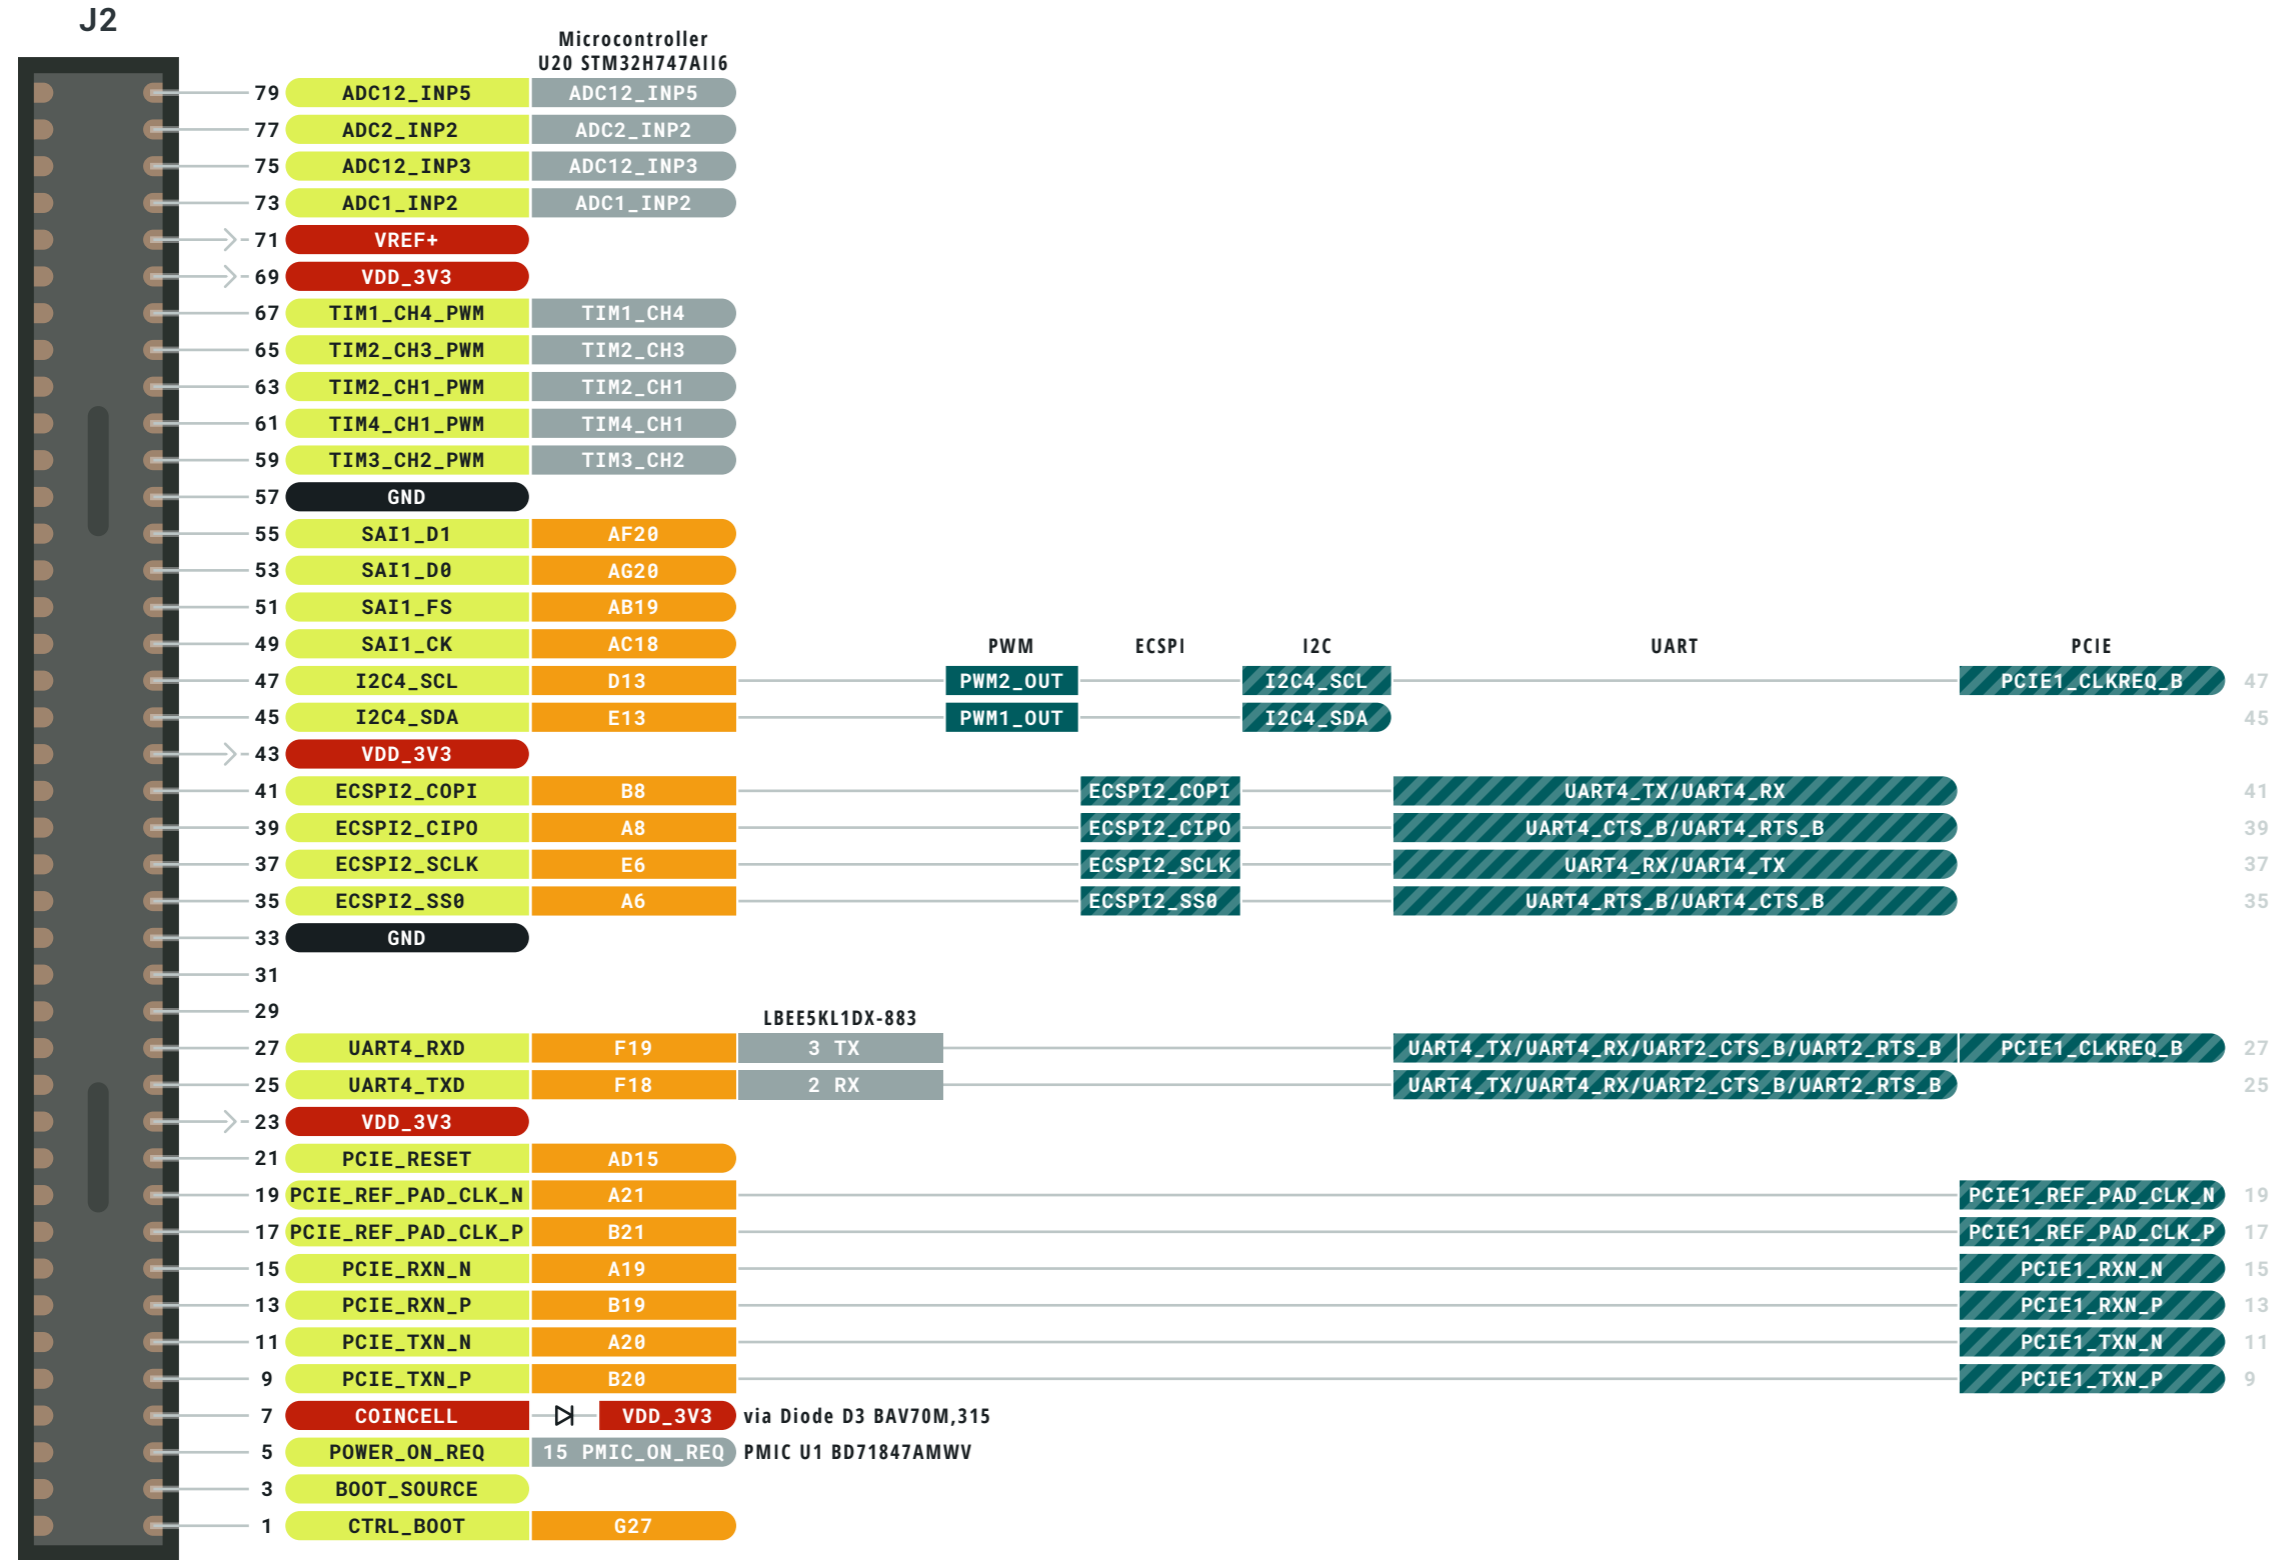 J2
Microcontroller
U20 STM32H747AII6
79 ADC12_INP5 ADC12_INP5
77 ADC2_INP2 ADC2_INP2
75 ADC12_INP3 ADC12_INP3
73 ADC1_INP2 ADC1_INP2
71 VREF+
69 VDD_3V3
67 TIM1_CH4_PWM TIM1_CH4
65 TIM2_CH3_PWM TIM2_CH3
63 TIM2_CH1_PWM TIM2_CH1
61 TIM4_CH1_PWM TIM4_CH1
59 TIM3_CH2_PWM TIM3_CH2
57 GND
55 SAI1_D1 AF20
53 SAI1_D0 AG20
51 SAI1_FS AB19
49 SAI1_CK AC18 PWM ECSPI I2C UART PCIE
47 I2C4_SCL D13 PWM2_OUT I2C4_SCL PCIE1_CLKREQ_B 47
45 I2C4_SDA E13 PWM1_OUT I2C4_SDA 45
43 VDD_3V3
41 ECSPI2_COPI B8 ECSPI2_COPI UART4_TX/UART4_RX 41
39 ECSPI2_CIPO A8 ECSPI2_CIPO UART4_CTS_B/UART4_RTS_B 39
37 ECSPI2_SCLK E6 ECSPI2_SCLK UART4_RX/UART4_TX 37
35 ECSPI2_SS0 A6 ECSPI2_SS0 UART4_RTS_B/UART4_CTS_B 35
33 GND
31
29
LBEE5KL1DX-883
27 UART4_RXD F19 3 TX UART4_TX/UART4_RX/UART2_CTS_B/UART2_RTS_B PCIE1_CLKREQ_B 27
25 UART4_TXD F18 2 RX UART4_TX/UART4_RX/UART2_CTS_B/UART2_RTS_B 25
23 VDD_3V3
21 PCIE_RESET AD15
19 PCIE_REF_PAD_CLK_N A21 PCIE1_REF_PAD_CLK_N 19
17 PCIE_REF_PAD_CLK_P B21 PCIE1_REF_PAD_CLK_P 17
15 PCIE_RXN_N A19 PCIE1_RXN_N 15
13 PCIE_RXN_P B19 PCIE1_RXN_P 13
11 PCIE_TXN_N A20 PCIE1_TXN_N 11
9 PCIE_TXN_P B20 PCIE1_TXN_P 9
7 COINCELL VDD_3V3 via Diode D3 BAV70M,315
5 POWER_ON_REQ 15 PMIC_ON_REQ PMIC U1 BD71847AMWV
3 BOOT_SOURCE
1 CTRL_BOOT G27